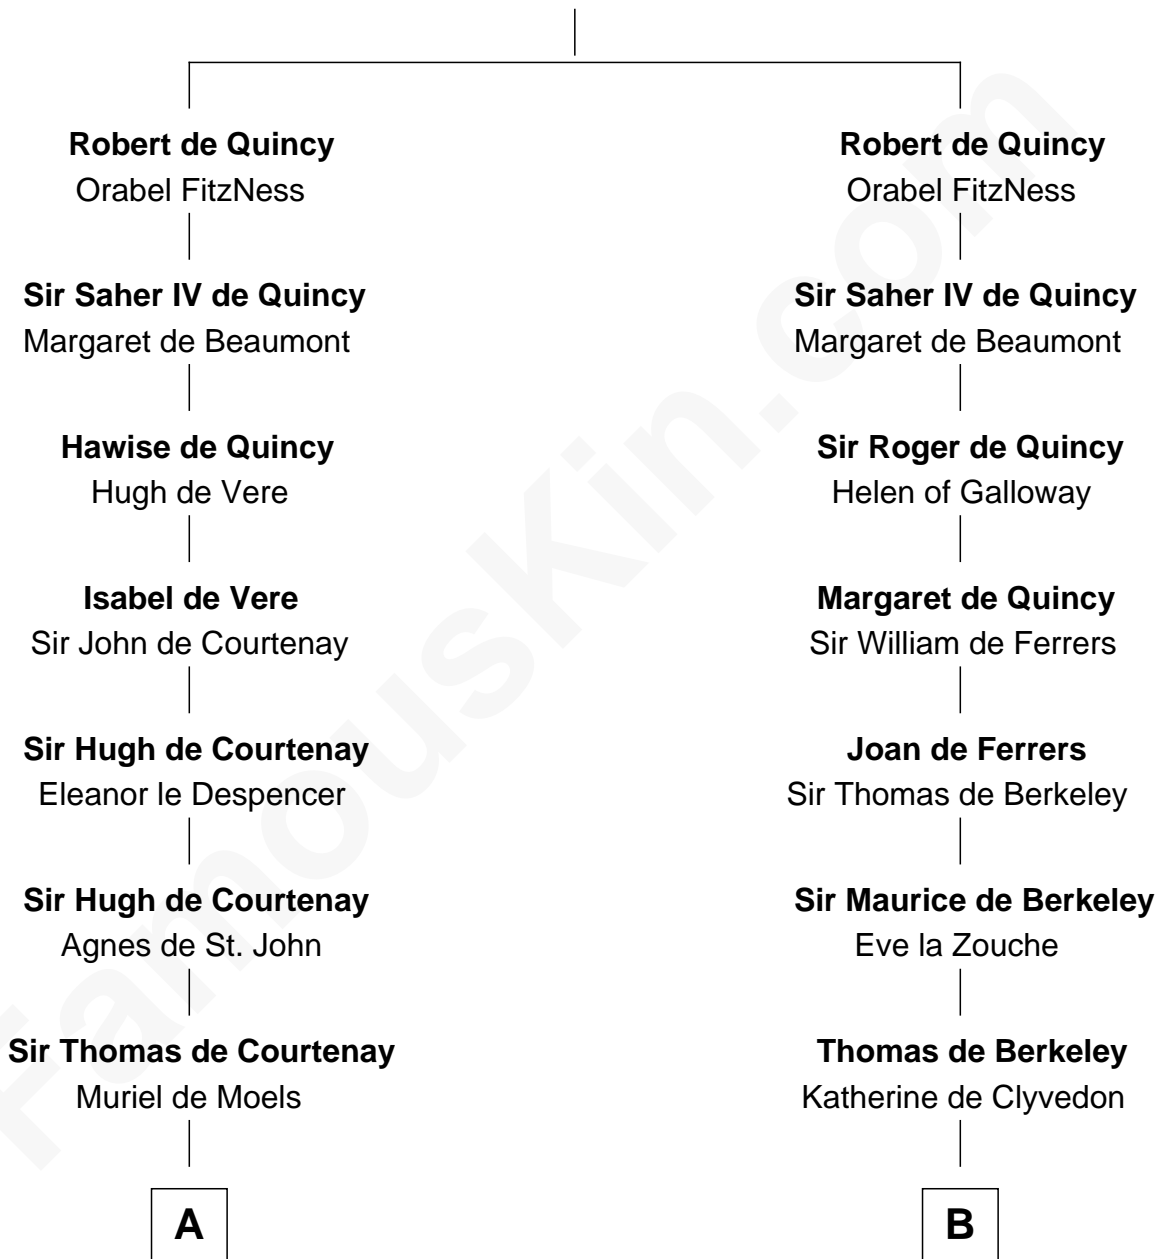 Robert de Quincy
Orabel FitzNess
Robert de Quincy
Orabel FitzNess
Sir Saher IV de Quincy
Margaret de Beaumont
Sir Saher IV de Quincy
Margaret de Beaumont
Hawise de Quincy
Hugh de Vere
Sir Roger de Quincy
Helen of Galloway
Isabel de Vere
Sir John de Courtenay
Margaret de Quincy
Sir William de Ferrers
Sir Hugh de Courtenay
Eleanor le Despencer
Joan de Ferrers
Sir Thomas de Berkeley
Sir Hugh de Courtenay
Agnes de St. John
Sir Maurice de Berkeley
Eve la Zouche
Sir Thomas de Courtenay
Muriel de Moels
Thomas de Berkeley
Katherine de Clyvedon
A
B
FamousKin.com